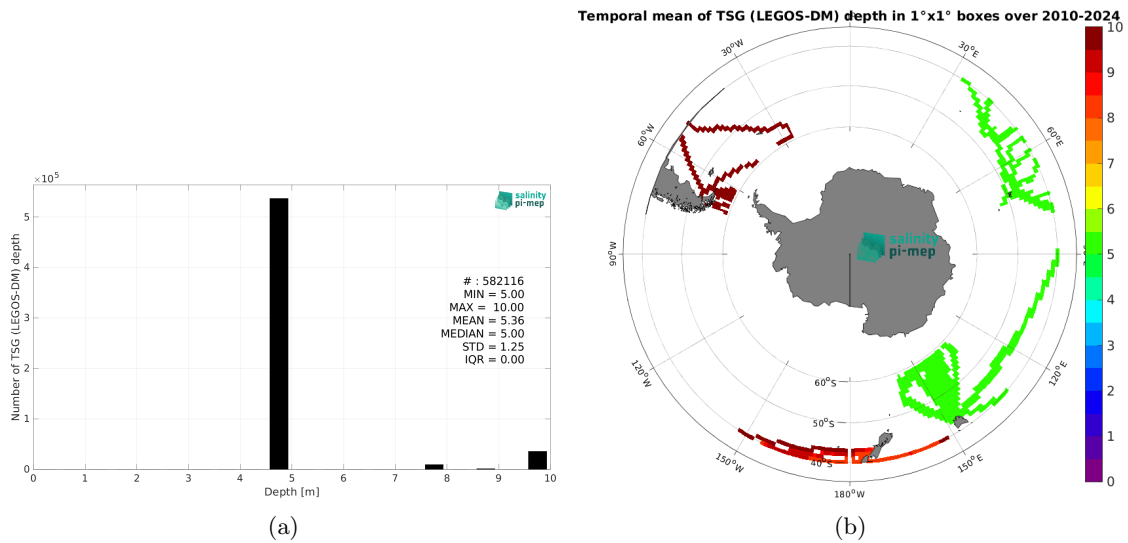 Temporal mean of TSG (LEGOS-DM) depth in 1°x1° boxes over 2010-2024
×10⁵
Number of TSG (LEGOS-DM) depth
5
4
3
2
1
0
salinity
pi-mep
# : 582116
MIN = 5.00
MAX = 10.00
MEAN = 5.36
MEDIAN = 5.00
STD = 1.25
IQR = 0.00
0 1 2 3 4 5 6 7 8 9 10
Depth [m]
(a)
30°W
30°E
60°W
60°E
90°W
120°W
120°E
150°W
150°E
180°W
60°S
50°S
40°S
salinity
pi-mep
10
9
8
7
6
5
4
3
2
1
0
(b)